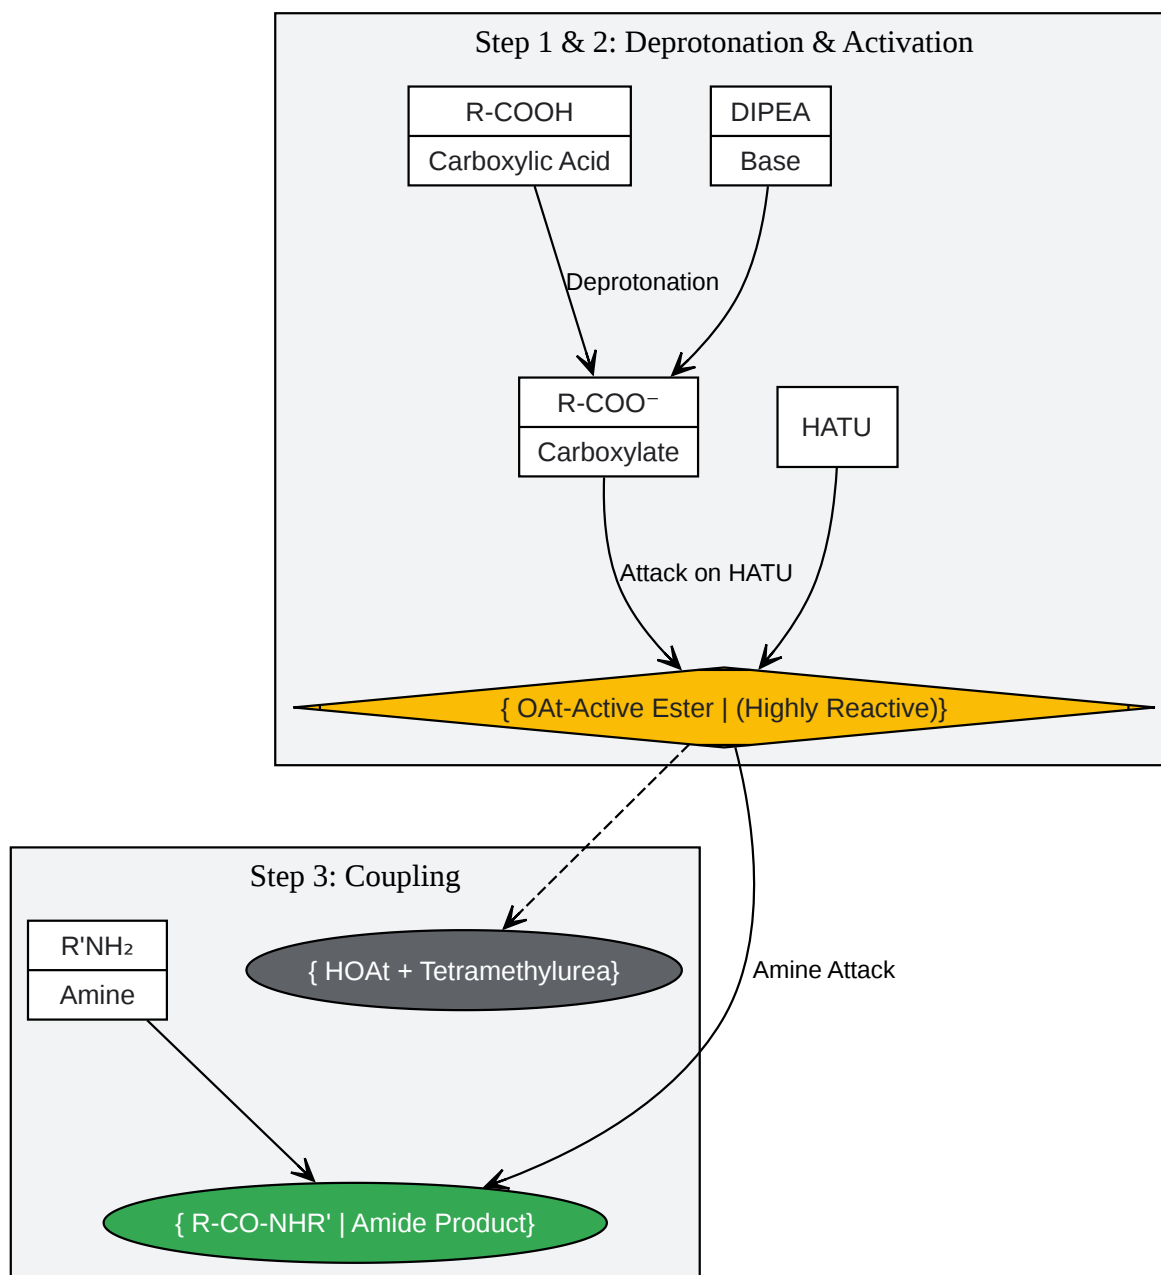 Step 1 & 2: Deprotonation & Activation
R-COOH
Carboxylic Acid
DIPEA
Base
Deprotonation
R-COO⁻
Carboxylate
HATU
Attack on HATU
{ OAt-Active Ester | (Highly Reactive)}
Step 3: Coupling
R'NH₂
Amine
{ HOAt + Tetramethylurea}
Amine Attack
{ R-CO-NHR' | Amide Product}